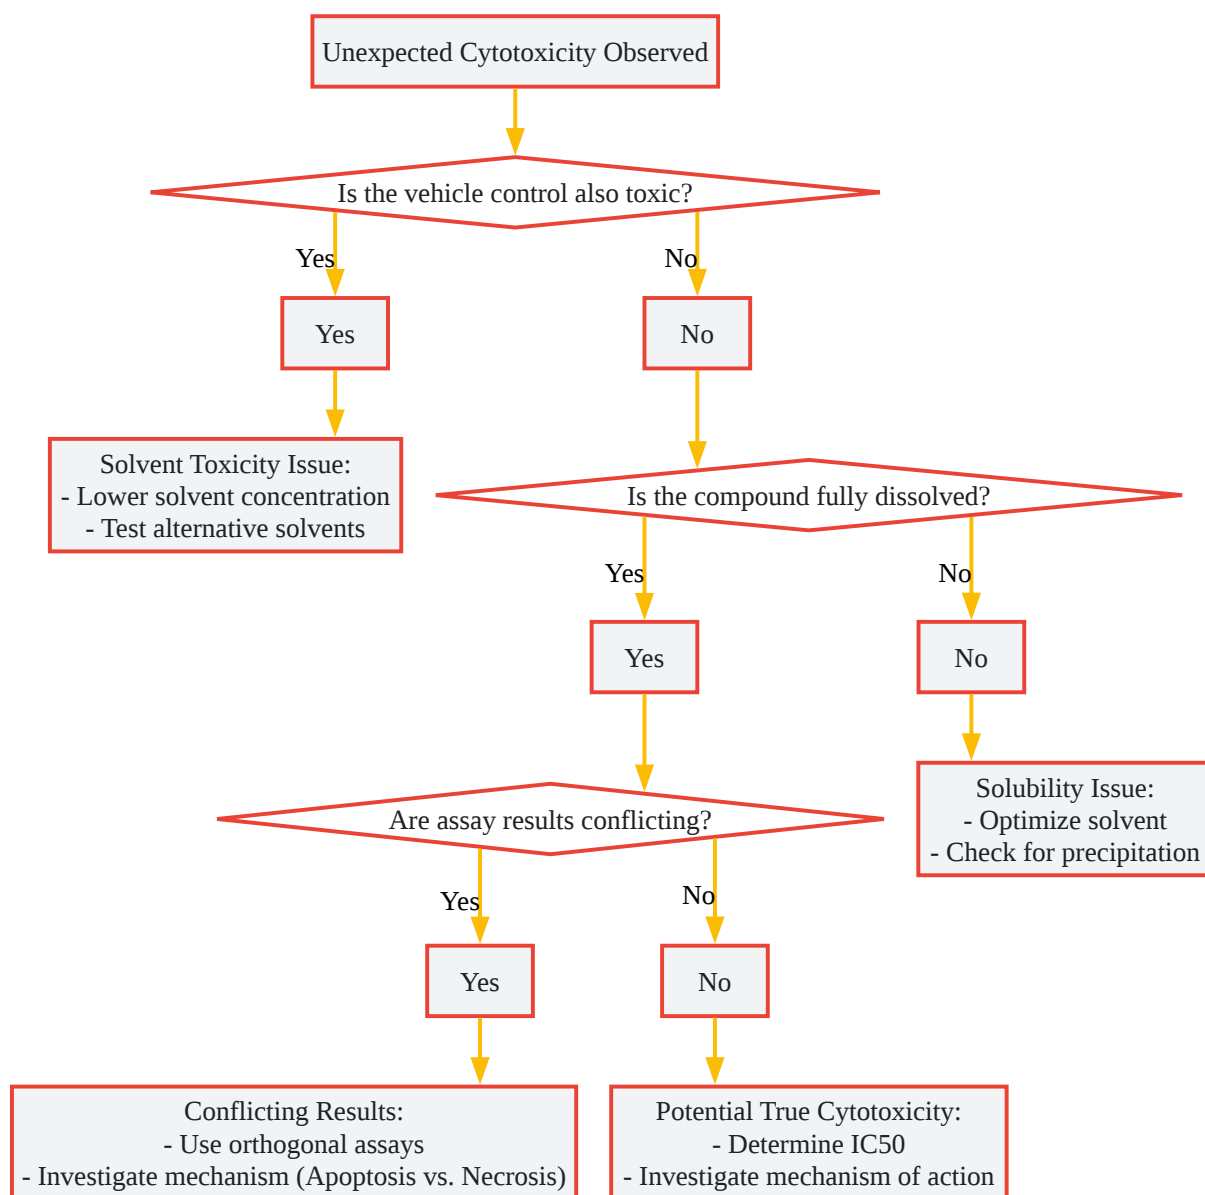 Unexpected Cytotoxicity Observed
Is the vehicle control also toxic?
Yes
No
Yes
No
Solvent Toxicity Issue:
- Lower solvent concentration
- Test alternative solvents
Is the compound fully dissolved?
Yes
No
Yes
No
Solubility Issue:
- Optimize solvent
- Check for precipitation
Are assay results conflicting?
Yes
No
Yes
No
Conflicting Results:
- Use orthogonal assays
- Investigate mechanism (Apoptosis vs. Necrosis)
Potential True Cytotoxicity:
- Determine IC50
- Investigate mechanism of action